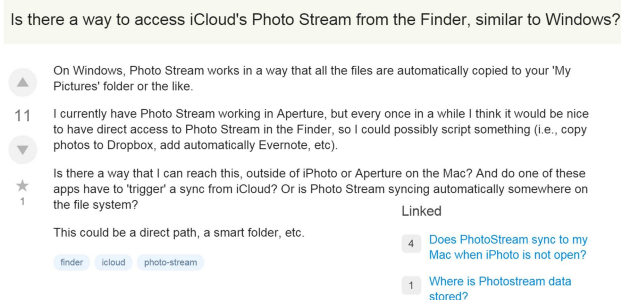 Is there a way to access iCloud's Photo Stream from the Finder, similar to Windows?
On Windows, Photo Stream works in a way that all the files are automatically copied to your 'My
Pictures' folder or the like.
11
I currently have Photo Stream working in Aperture, but every once in a while I think it would be nice
to have direct access to Photo Stream in the Finder, so I could possibly script something (i.e., copy
photos to Dropbox, add automatically Evernote, etc).
Is there a way that I can reach this, outside of iPhoto or Aperture on the Mac? And do one of these
apps have to 'trigger' a sync from iCloud? Or is Photo Stream syncing automatically somewhere on
the file system?
1
This could be a direct path, a smart folder, etc.
finder icloud photo-stream
Linked
4 Does PhotoStream sync to my
Mac when iPhoto is not open?
1 Where is Photostream data
stored?